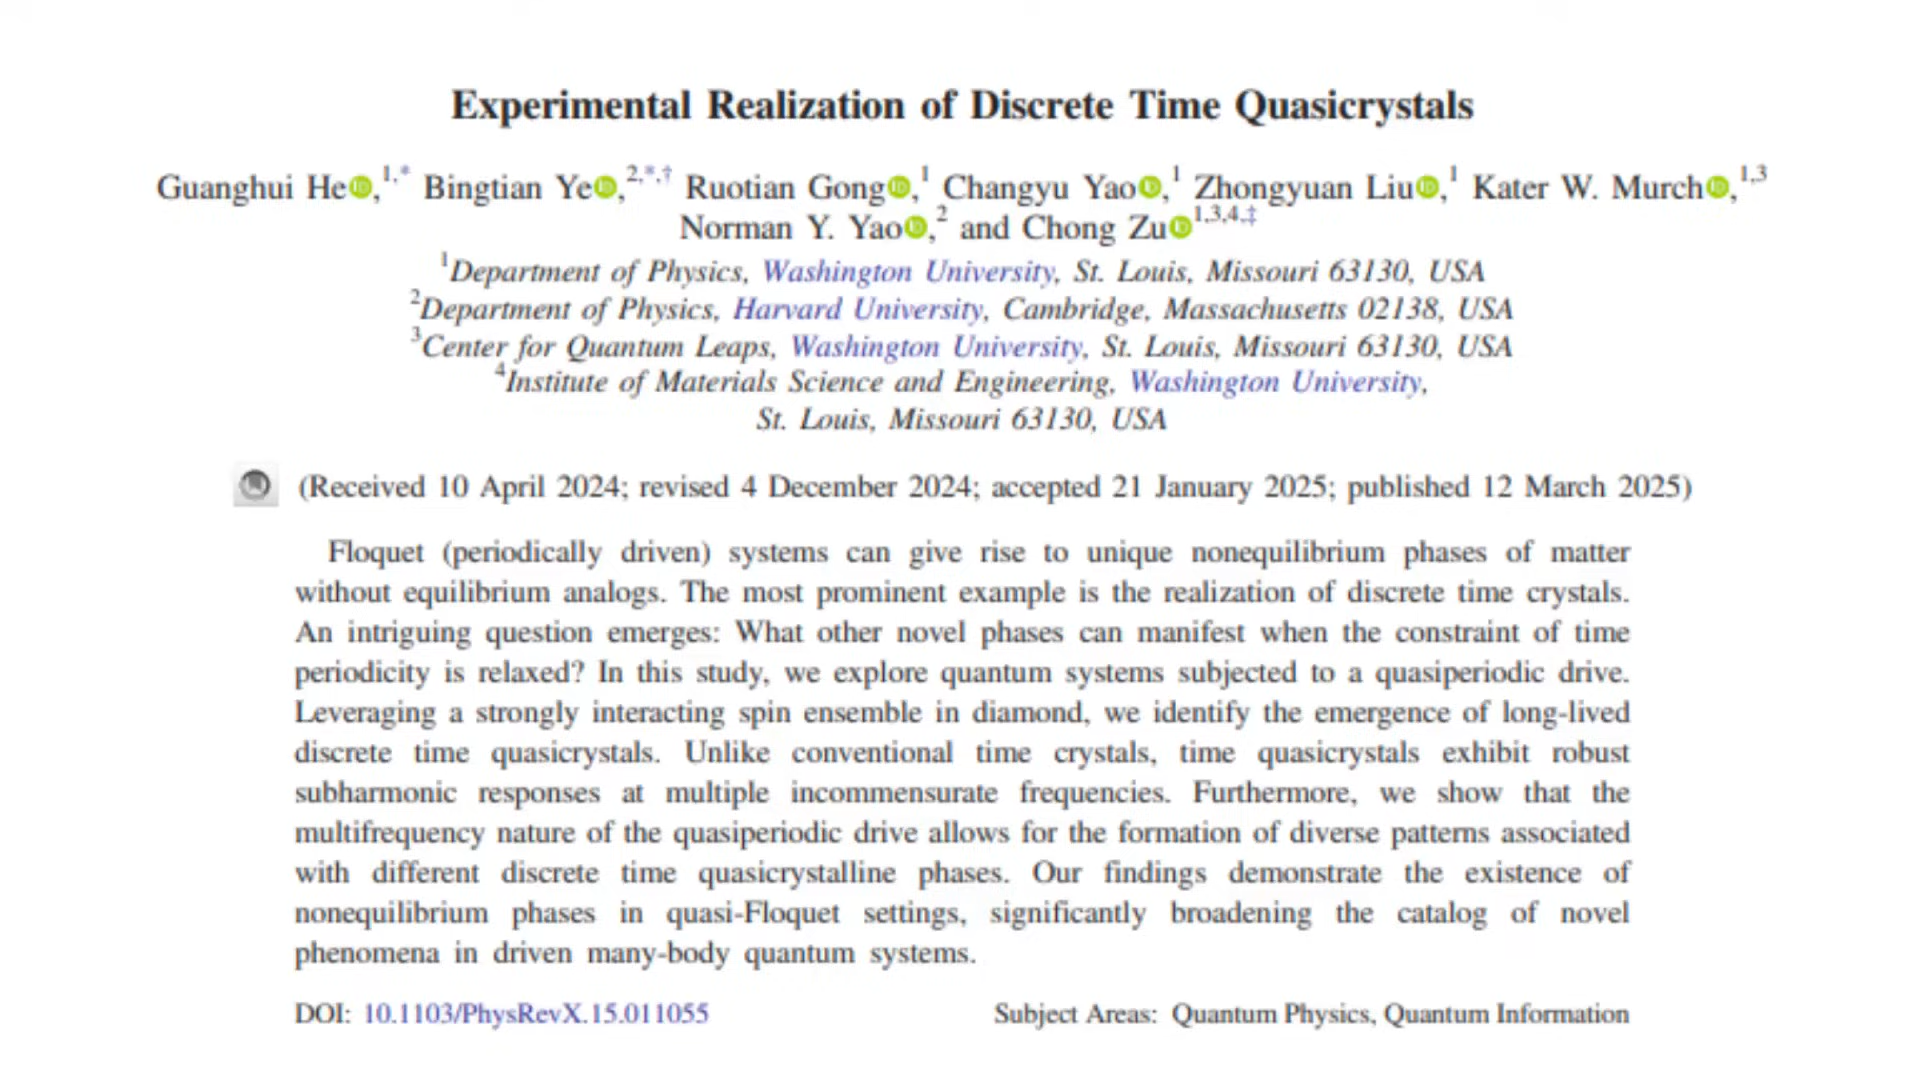 Experimental Realization of Discrete Time Quasicrystals
Guanghui He,1,* Bingtian Ye,2,*,† Ruotian Gong,1 Changyu Yao,1 Zhongyuan Liu,1 Kater W. Murch,1,3
Norman Y. Yao,2 and Chong Zu1,3,4,‡
1Department of Physics, Washington University, St. Louis, Missouri 63130, USA
2Department of Physics, Harvard University, Cambridge, Massachusetts 02138, USA
3Center for Quantum Leaps, Washington University, St. Louis, Missouri 63130, USA
4Institute of Materials Science and Engineering, Washington University,
St. Louis, Missouri 63130, USA
(Received 10 April 2024; revised 4 December 2024; accepted 21 January 2025; published 12 March 2025)
Floquet (periodically driven) systems can give rise to unique nonequilibrium phases of matter
without equilibrium analogs. The most prominent example is the realization of discrete time crystals.
An intriguing question emerges: What other novel phases can manifest when the constraint of time
periodicity is relaxed? In this study, we explore quantum systems subjected to a quasiperiodic drive.
Leveraging a strongly interacting spin ensemble in diamond, we identify the emergence of long-lived
discrete time quasicrystals. Unlike conventional time crystals, time quasicrystals exhibit robust
subharmonic responses at multiple incommensurate frequencies. Furthermore, we show that the
multifrequency nature of the quasiperiodic drive allows for the formation of diverse patterns associated
with different discrete time quasicrystalline phases. Our findings demonstrate the existence of
nonequilibrium phases in quasi-Floquet settings, significantly broadening the catalog of novel
phenomena in driven many-body quantum systems.
DOI: 10.1103/PhysRevX.15.011055
Subject Areas: Quantum Physics, Quantum Information